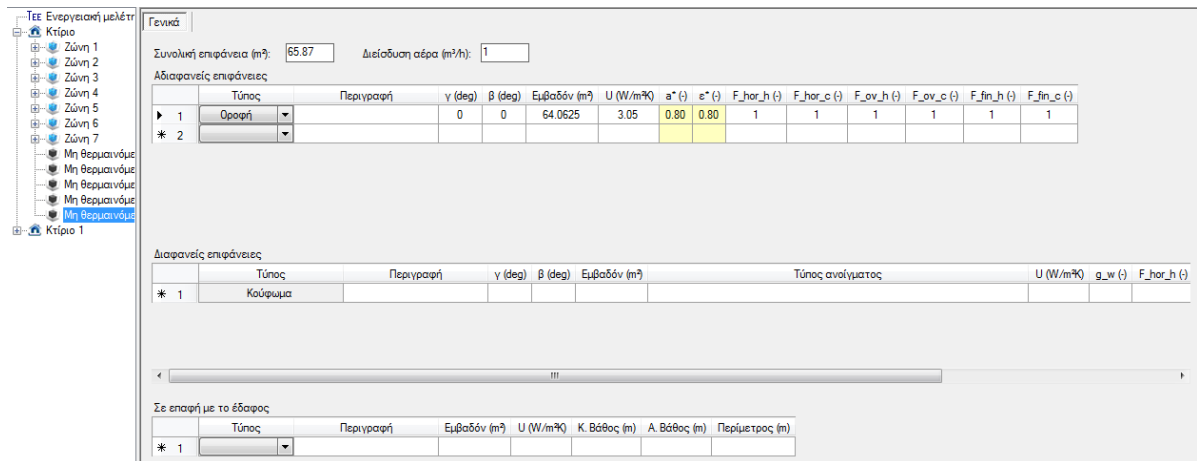 ΤΕΕ Ενεργειακή μελέτη
Κτίριο
Ζώνη 1
Ζώνη 2
Ζώνη 3
Ζώνη 4
Ζώνη 5
Ζώνη 6
Ζώνη 7
Μη θερμαινόμε
Μη θερμαινόμε
Μη θερμαινόμε
Μη θερμαινόμε
Μη θερμαινόμε
Κτίριο 1
Γενικά
Συνολική επιφάνεια (m²): 65.87 Διείσδυση αέρα (m³/h): 1
Αδιαφανείς επιφάνειες
Τύπος Περιγραφή γ (deg) β (deg) Εμβαδόν (m²) U (W/m²K) a* (-) ε* (-) F_hor_h (-) F_hor_c (-) F_ov_h (-) F_ov_c (-) F_fin_h (-) F_fin_c (-)
1 Οροφή 0 0 64.0625 3.05 0.80 0.80 1 1 1 1 1 1
* 2
Διαφανείς επιφάνειες
Τύπος Περιγραφή γ (deg) β (deg) Εμβαδόν (m²) Τύπος ανοίγματος U (W/m²K) g_w (-) F_hor_h (-)
* 1 Κούφωμα
Σε επαφή με το έδαφος
Τύπος Περιγραφή Εμβαδόν (m²) U (W/m²K) Κ. Βάθος (m) Α. Βάθος (m) Περίμετρος (m)
* 1